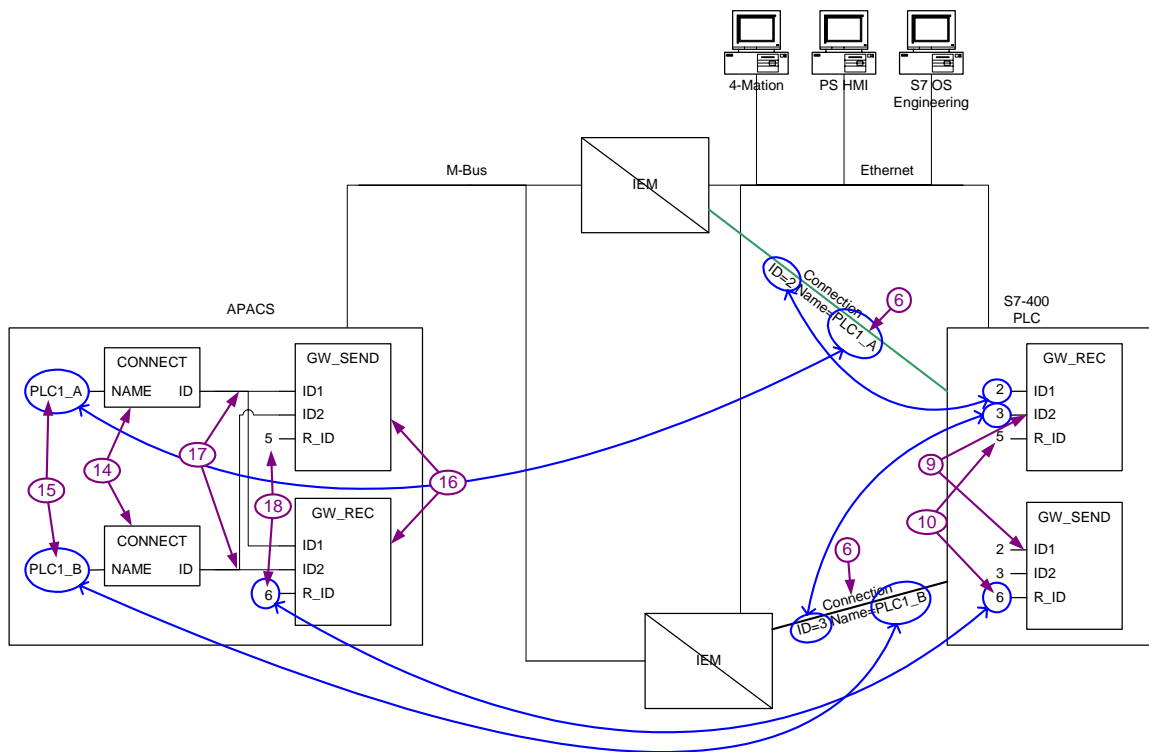 4-Mation
PS HMI
S7 OS
Engineering
M-Bus
IEM
Ethernet
Connection
ID=2 Name=PLC1_A
6
APACS
S7-400
PLC
CONNECT
NAME ID
PLC1_A
GW_SEND
ID1
ID2
5 R_ID
GW_REC
2 ID1
3 ID2
5 R_ID
15
14
17
18
16
9
10
CONNECT
NAME ID
PLC1_B
GW_REC
ID1
ID2
6 R_ID
GW_SEND
2 ID1
3 ID2
6 R_ID
6
Connection
ID=3 Name=PLC1_B
IEM